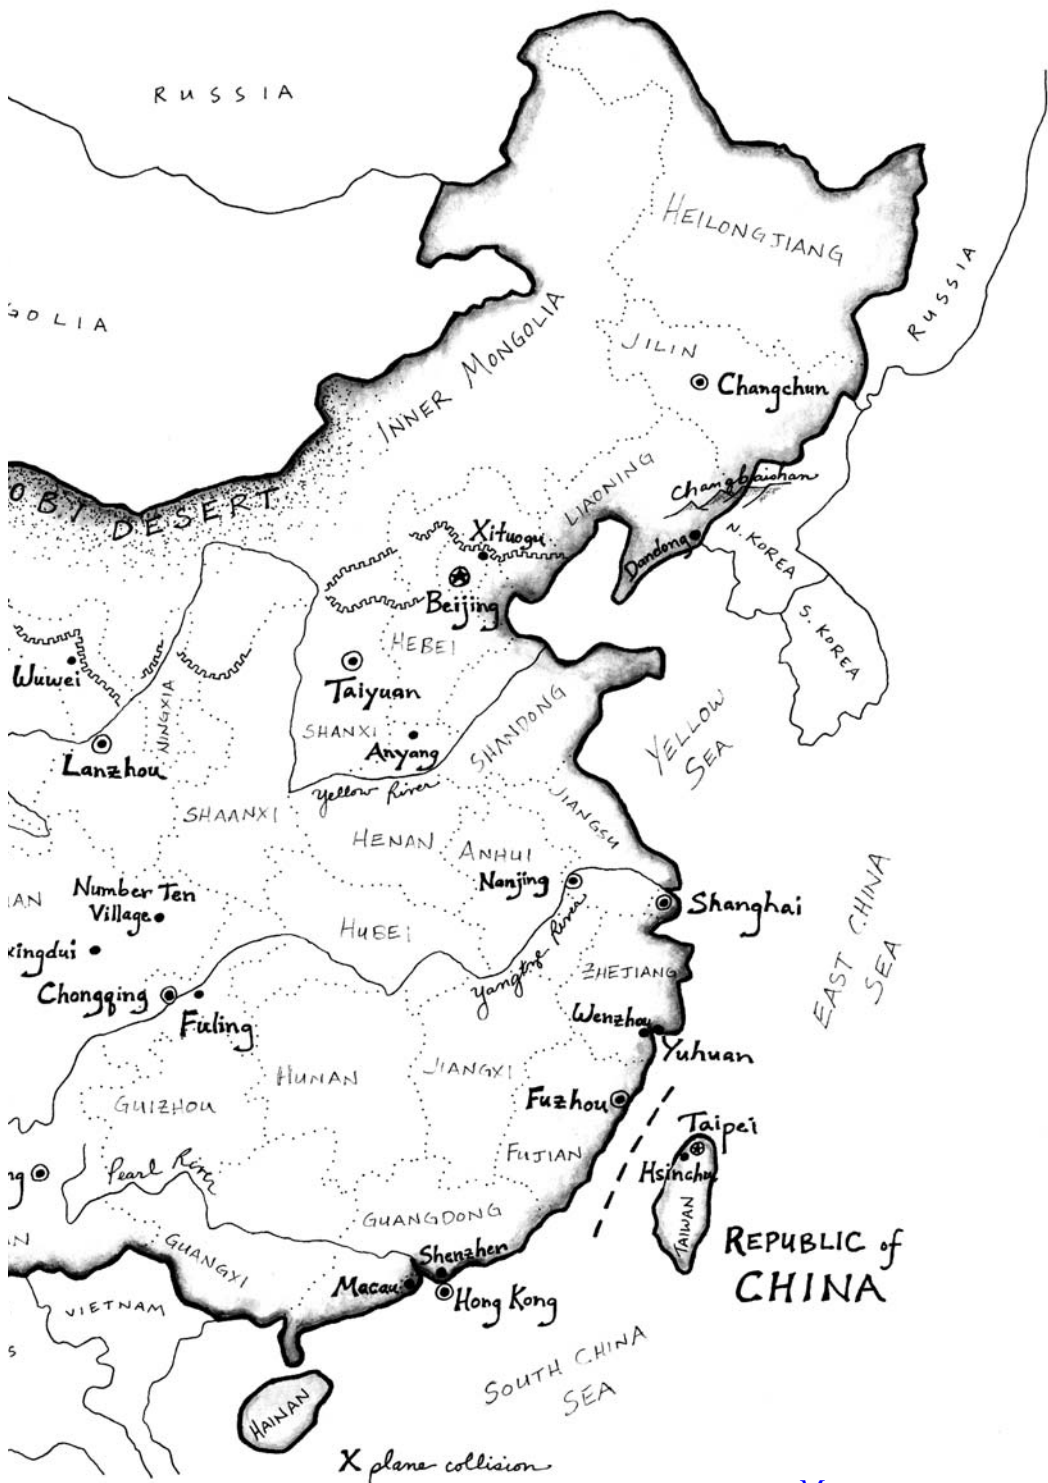 RUSSIA
HEILONGJIANG
RUSSIA
GOLIA
INNER MONGOLIA
JILIN
Changchun
OBI DESERT
LIAONING
Changbaishan
Xituogu
Dandong
N. KOREA
Beijing
HEBEI
S. KOREA
Wuwei
Taiyuan
NINGXIA
SHANXI
SHANDONG
YELLOW
SEA
Anyang
Lanzhou
Yellow River
JIANGSU
SHAANXI
HENAN
ANHUI
Nanjing
Number Ten
Village
AN
HUBEI
Shanghai
EAST CHINA
SEA
xingdui
Yangtze River
ZHEJIANG
Chongqing
Fuling
Wenzhou
Yuhuan
HUNAN
JIANGXI
GUIZHOU
Fuzhou
Taipei
FUJIAN
Hsinchu
ng
Pearl River
TAIWAN
GUANGDONG
REPUBLIC of
CHINA
AN
GUANGXI
Shenzhen
Macau
Hong Kong
VIETNAM
S
SOUTH CHINA
SEA
HAINAN
X plane collision